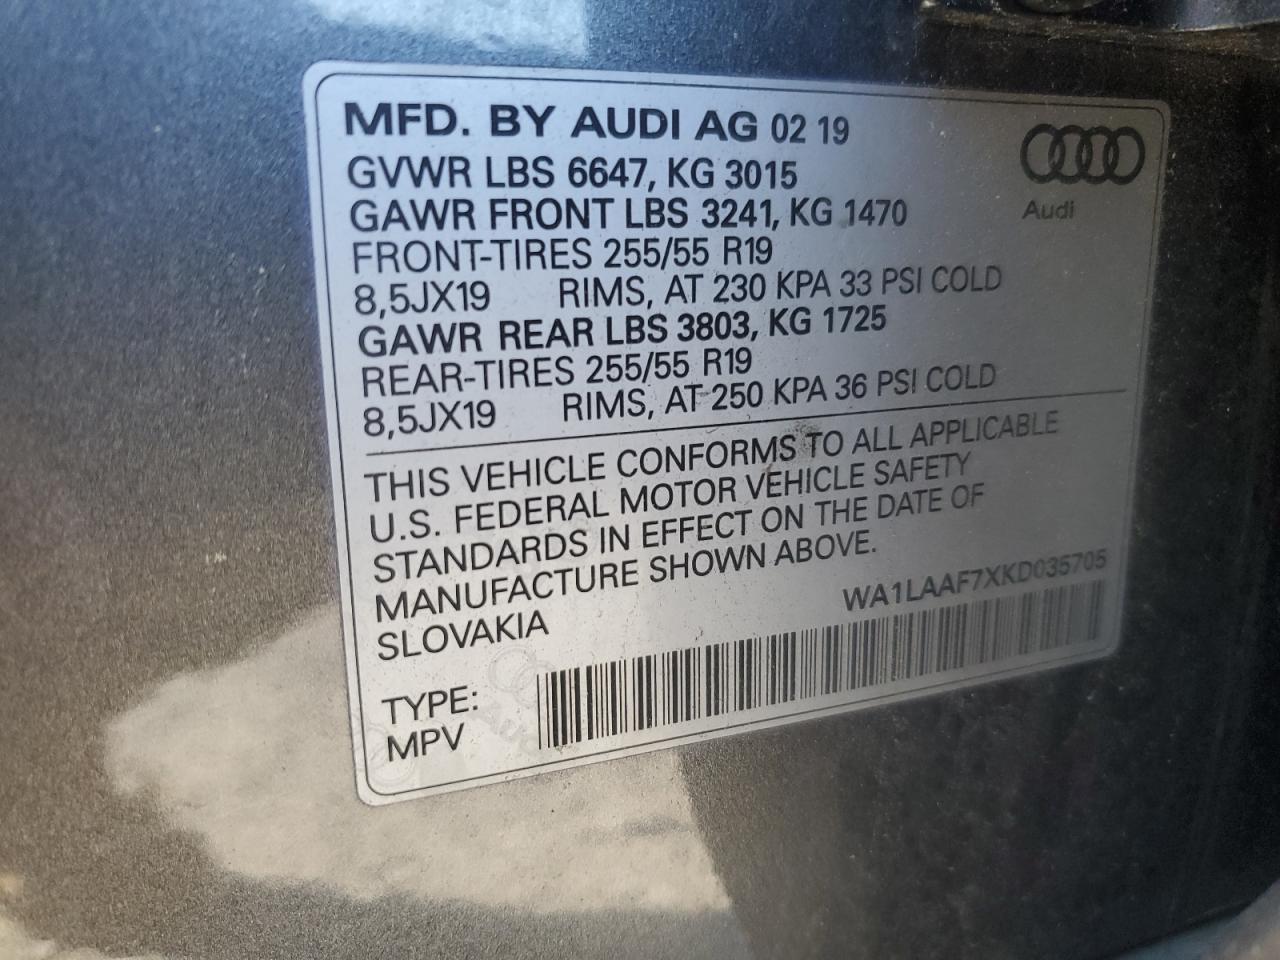 MFD. BY AUDI AG 02 19
GVWR LBS 6647, KG 3015
GAWR FRONT LBS 3241, KG 1470
FRONT-TIRES 255/55 R19
8,5JX19 RIMS, AT 230 KPA 33 PSI COLD
GAWR REAR LBS 3803, KG 1725
REAR-TIRES 255/55 R19
8,5JX19 RIMS, AT 250 KPA 36 PSI COLD
Audi
THIS VEHICLE CONFORMS TO ALL APPLICABLE
U.S. FEDERAL MOTOR VEHICLE SAFETY
STANDARDS IN EFFECT ON THE DATE OF
MANUFACTURE SHOWN ABOVE.
SLOVAKIA
WA1LAAF7XKD035705
TYPE:
MPV
Audi